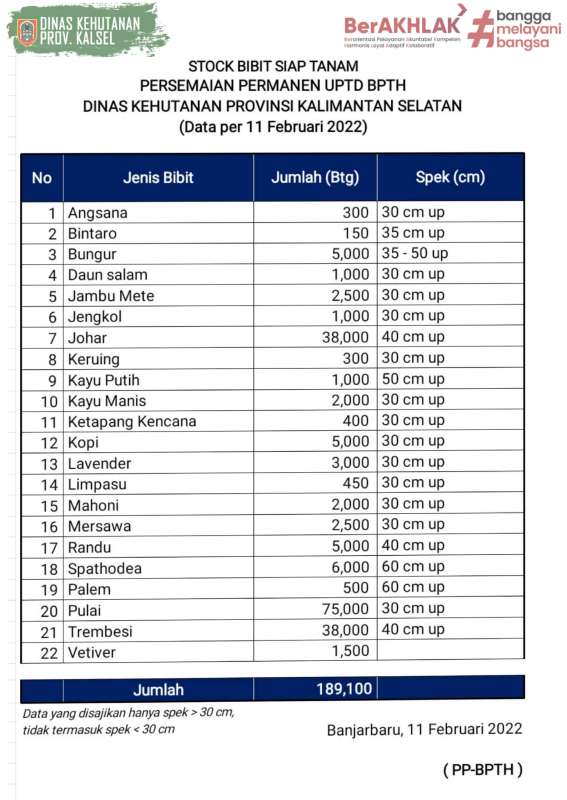 DINAS KEHUTANAN
PROV. KALSEL
BerAKHLAK
Berorientasi Pelayanan Akuntabel Kompeten
Harmonis Loyal Adaptif Kolaboratif
#bangga
melayani
bangsa
STOCK BIBIT SIAP TANAM
PERSEMAIAN PERMANEN UPTD BPTH
DINAS KEHUTANAN PROVINSI KALIMANTAN SELATAN
(Data per 11 Februari 2022)
No Jenis Bibit Jumlah (Btg) Spek (cm)
1 Angsana 300 30 cm up
2 Bintaro 150 35 cm up
3 Bungur 5,000 35 - 50 up
4 Daun salam 1,000 30 cm up
5 Jambu Mete 2,500 30 cm up
6 Jengkol 1,000 30 cm up
7 Johar 38,000 40 cm up
8 Keruing 300 30 cm up
9 Kayu Putih 1,000 50 cm up
10 Kayu Manis 2,000 30 cm up
11 Ketapang Kencana 400 30 cm up
12 Kopi 5,000 30 cm up
13 Lavender 3,000 30 cm up
14 Limpasu 450 30 cm up
15 Mahoni 2,000 30 cm up
16 Mersawa 2,500 30 cm up
17 Randu 5,000 40 cm up
18 Spathodea 6,000 60 cm up
19 Palem 500 60 cm up
20 Pulai 75,000 30 cm up
21 Trembesi 38,000 40 cm up
22 Vetiver 1,500
Jumlah 189,100
Data yang disajikan hanya spek > 30 cm,
tidak termasuk spek < 30 cm
Banjarbaru, 11 Februari 2022
( PP-BPTH )